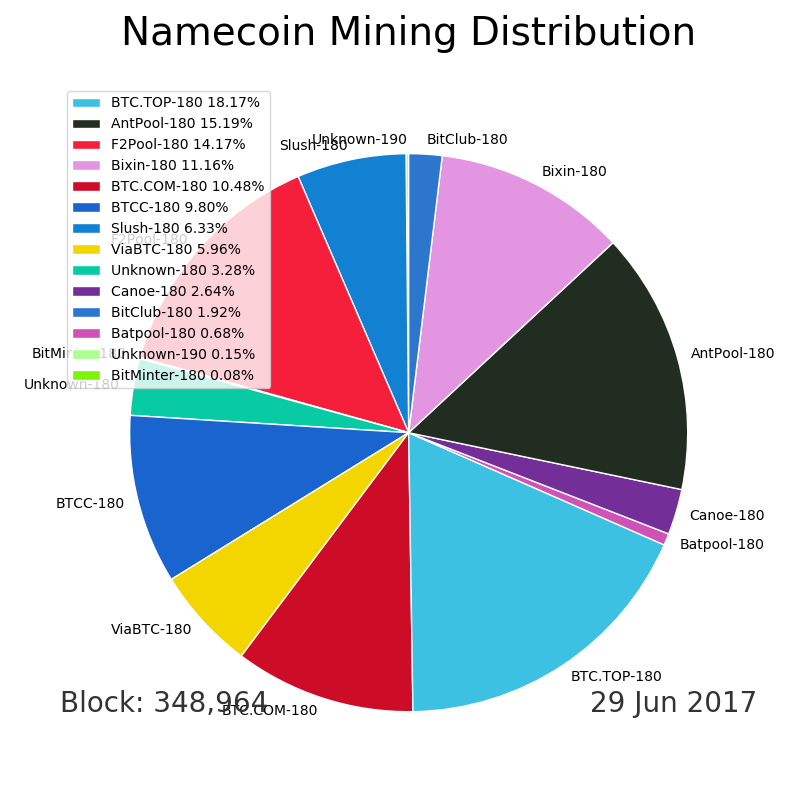 Namecoin Mining Distribution
BTC.TOP-180 18.17%
AntPool-180 15.19%
F2Pool-180 14.17%
Bixin-180 11.16%
BTC.COM-180 10.48%
BTCC-180 9.80%
Slush-180 6.33%
ViaBTC-180 5.96%
Unknown-180 3.28%
Canoe-180 2.64%
BitClub-180 1.92%
Batpool-180 0.68%
Unknown-190 0.15%
BitMinter-180 0.08%
Slush-180
Unknown-190
BitClub-180
Bixin-180
F2Pool-180
AntPool-180
BitMinter-180
Unknown-180
BTCC-180
Canoe-180
Batpool-180
ViaBTC-180
BTC.TOP-180
BTC.COM-180
Block: 348,964
29 Jun 2017